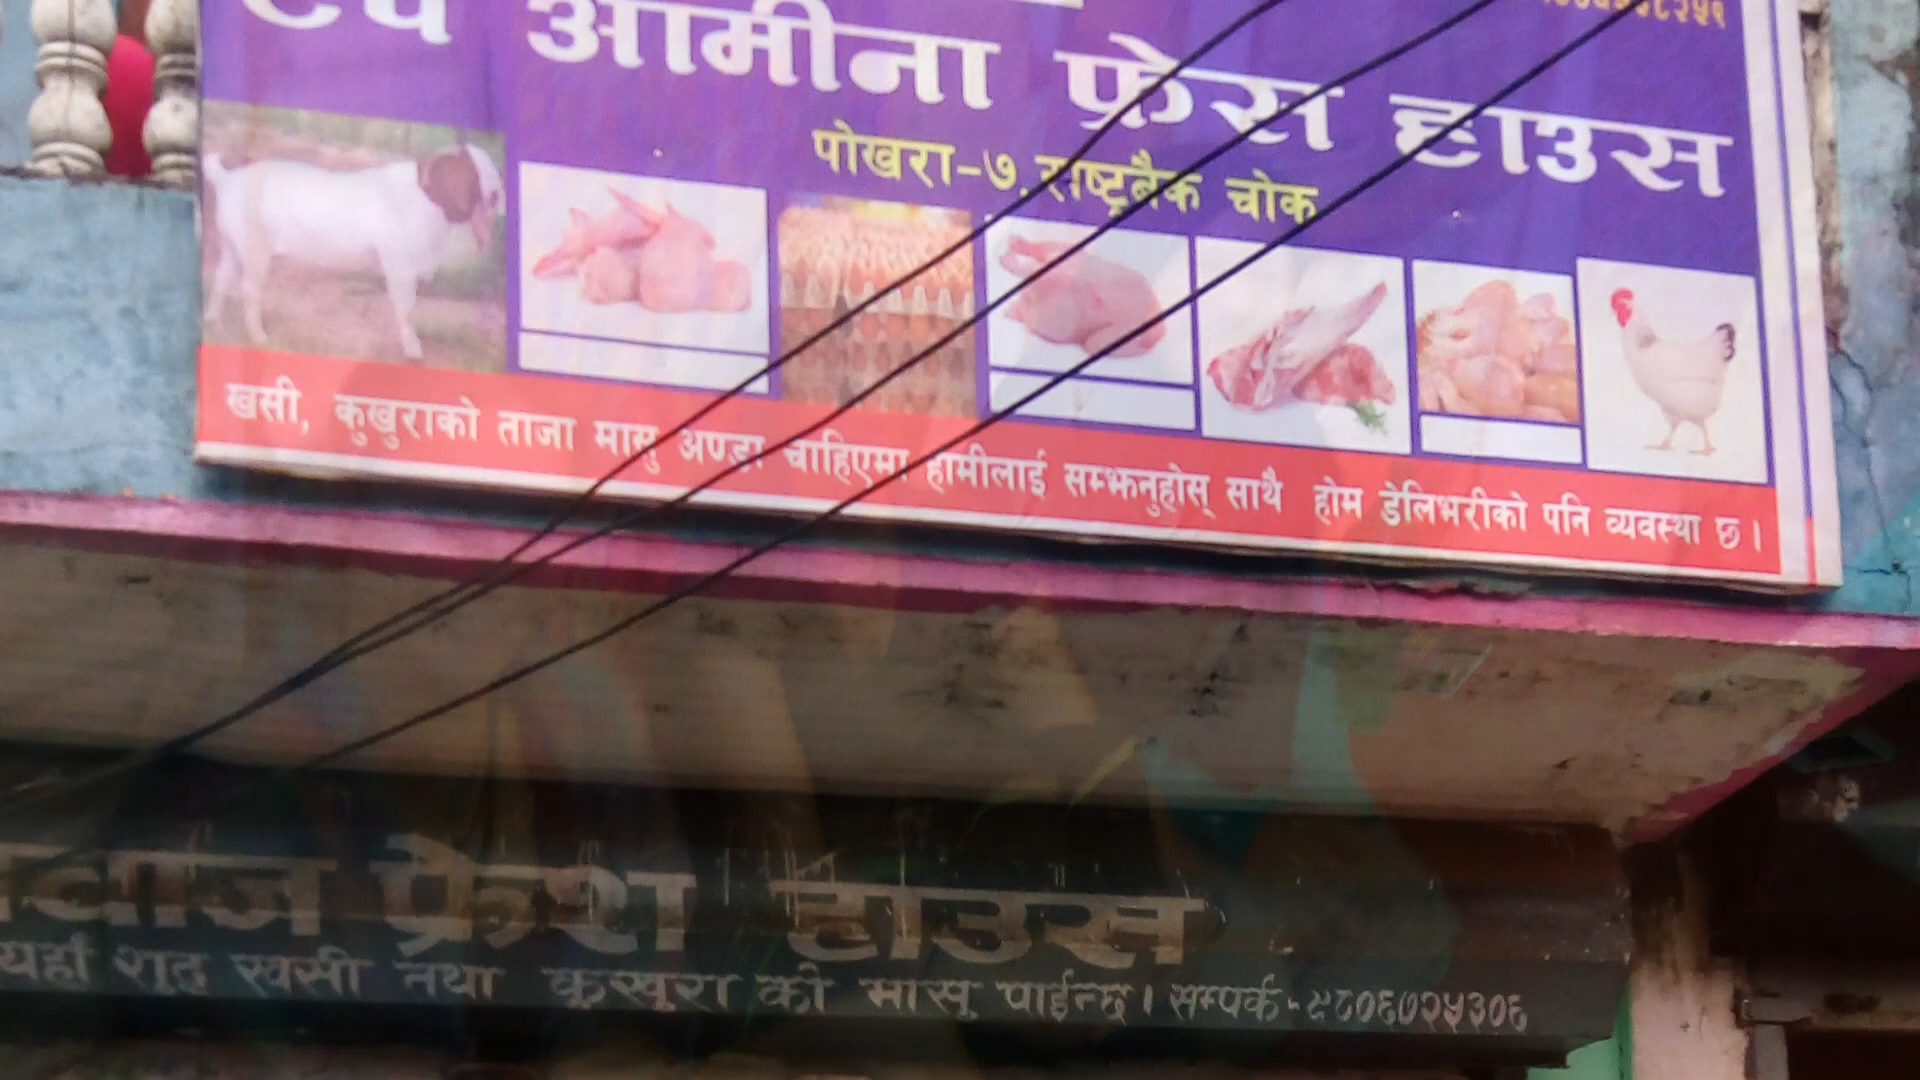 आमीना फ्रेस हाउस
पोखरा-७, राष्ट्रबैंक चोक
खसी, कुखुराको ताजा मासु अण्डा चाहिएमा हामीलाई सम्झनुहोस् साथै होम डेलिभरीको पनि व्यवस्था छ।
फ्रेश हाउस
यहाँ शुद्ध खसी तथा कुखुरा को मासु पाईन्छ। सम्पर्क-९८०६७२५३०६